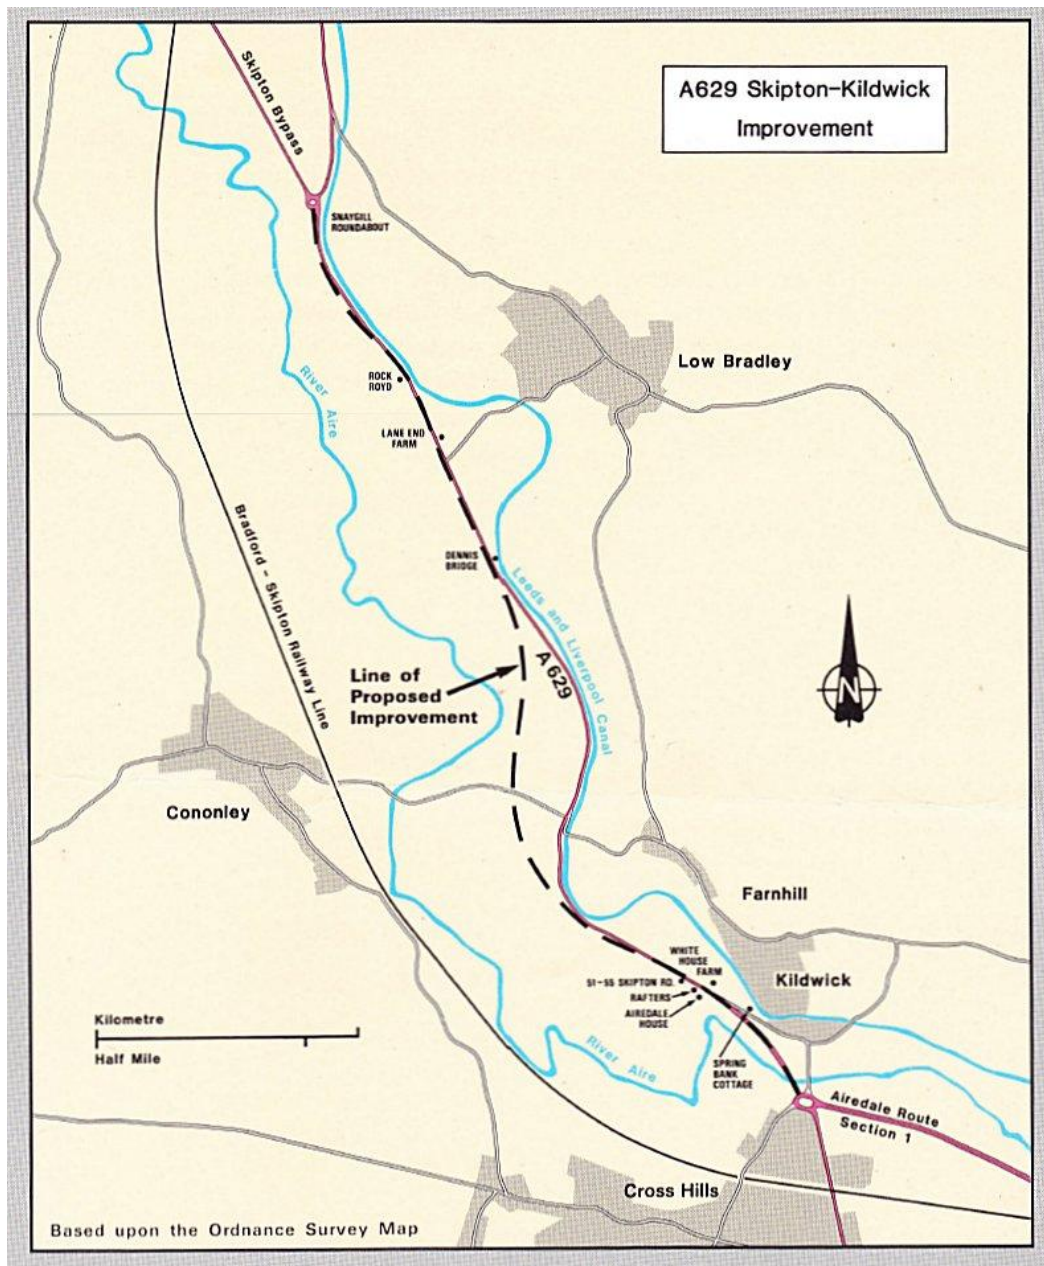 A629 Skipton-Kildwick
Improvement
Skipton Bypass
SNAYGILL
ROUNDABOUT
Low Bradley
ROCK
ROYD
River Aire
LANE END
FARM
Bradford - Skipton Railway Line
DENNIS
BRIDGE
Leeds and Liverpool Canal
A 629
N
Line of
Proposed
Improvement
Cononley
Farnhill
WHITE
HOUSE
FARM
Kildwick
51-55 SKIPTON RD.
RAFTERS
AIREDALE
HOUSE
Kilometre
Half Mile
River Aire
SPRING
BANK
COTTAGE
Airedale Route
Section 1
Cross Hills
Based upon the Ordnance Survey Map